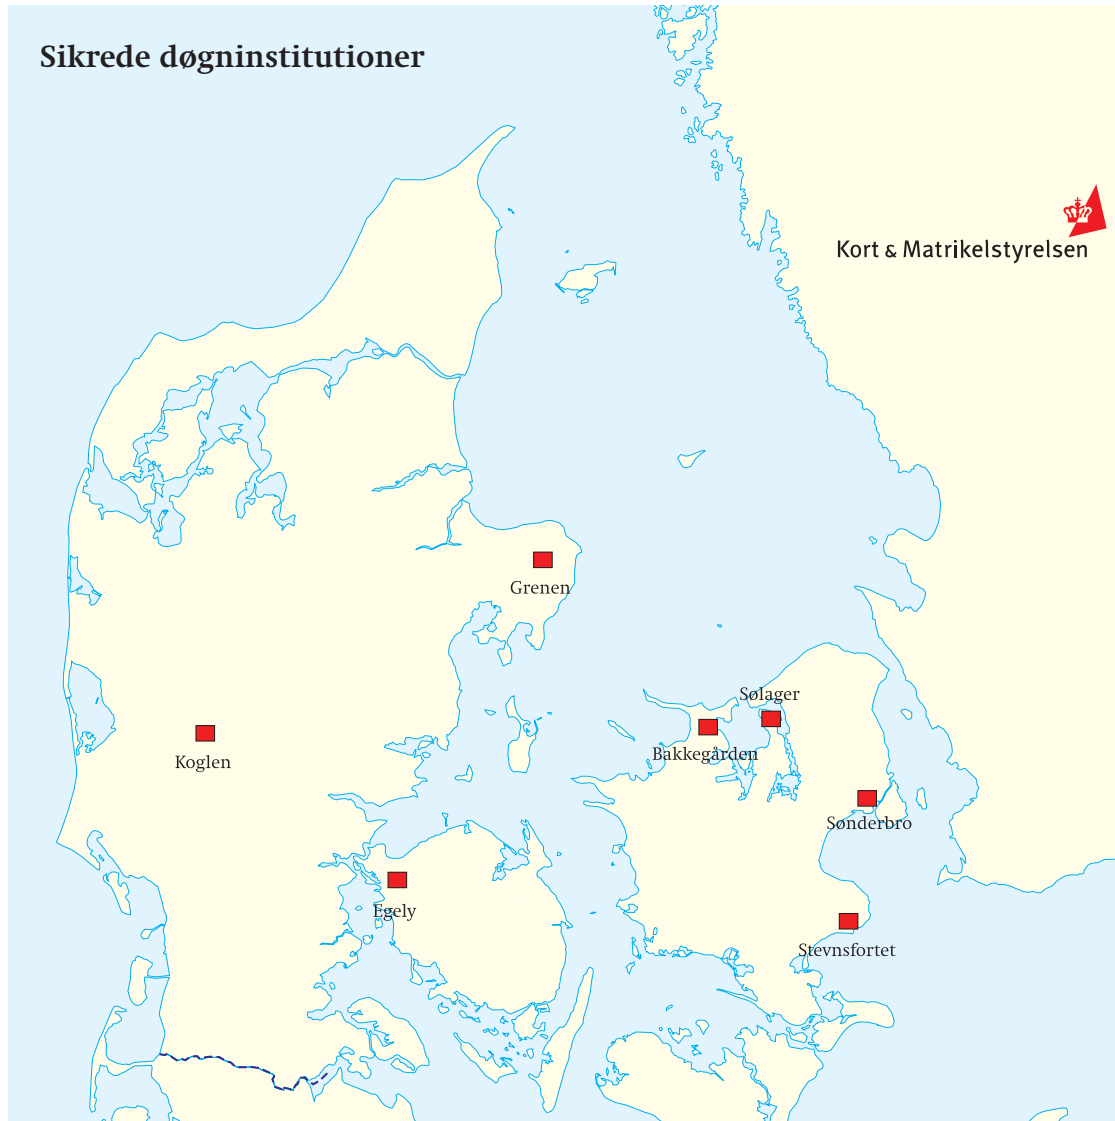 Sikrede døgninstitutioner
Kort & Matrikelstyrelsen
Grenen
Sølager
Bakkegården
Koglen
Sønderbro
Egely
Stevnsfortet